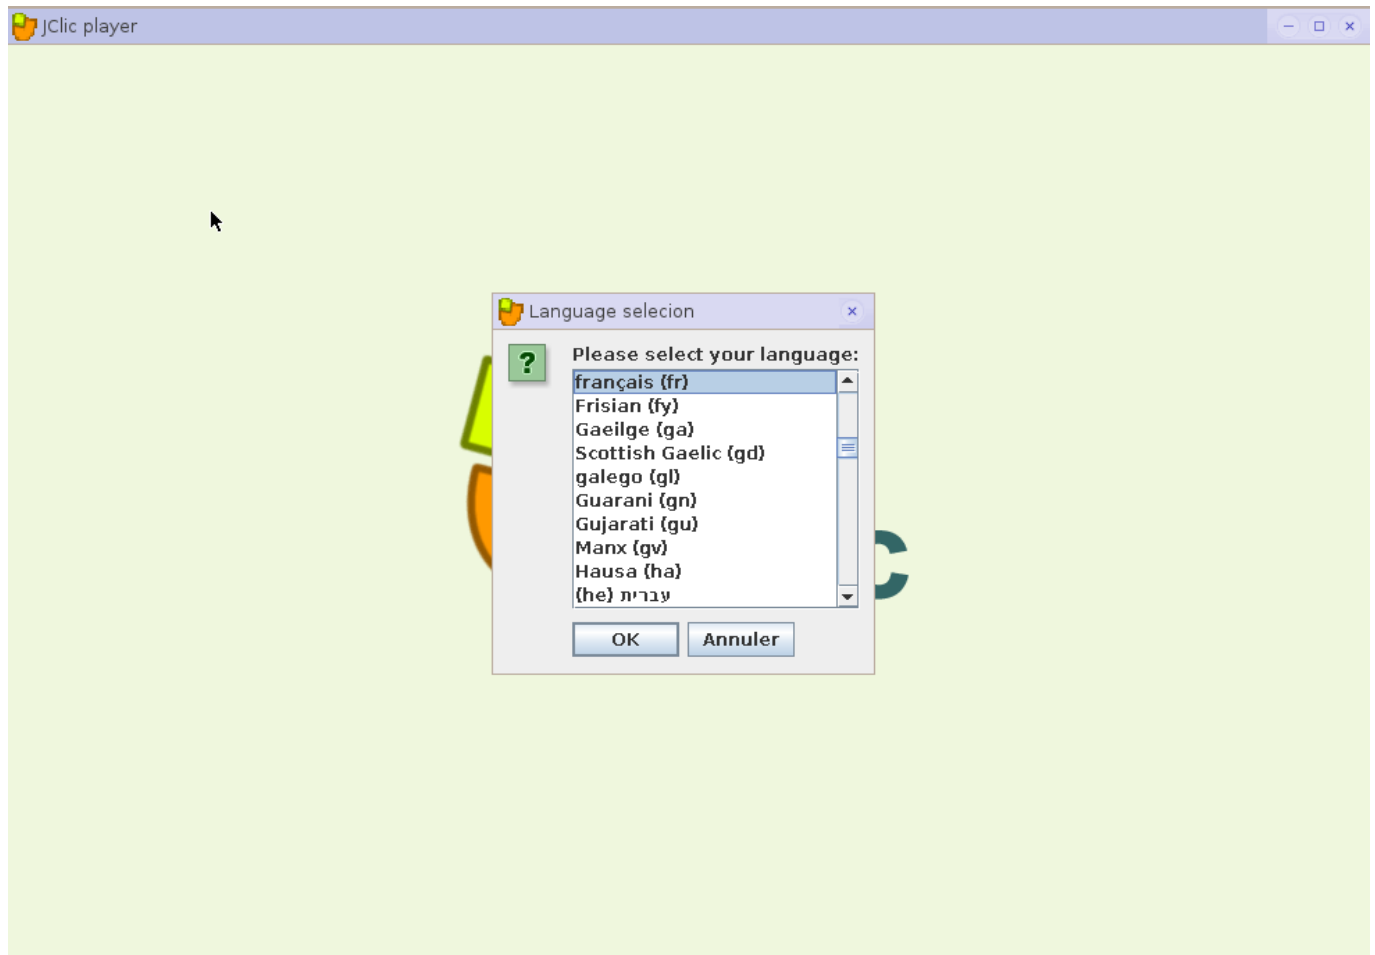 JClic player
Language selecion
Please select your language:
français (fr)
Frisian (fy)
Gaeilge (ga)
Scottish Gaelic (gd)
galego (gl)
Guarani (gn)
Gujarati (gu)
Manx (gv)
Hausa (ha)
(he) עברית
OK
Annuler
c